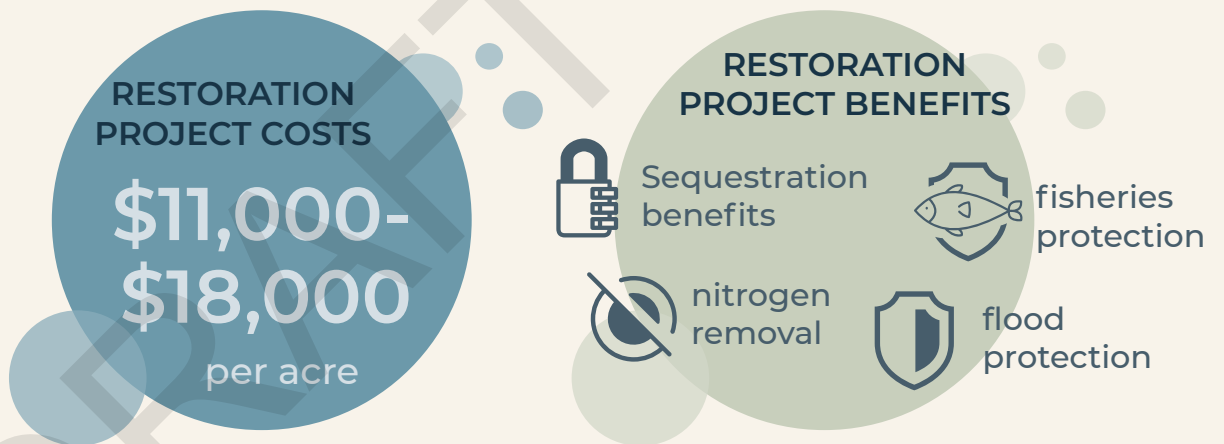 RESTORATION
PROJECT COSTS
$11,000-
$18,000
per acre
RESTORATION
PROJECT BENEFITS
Sequestration
benefits
fisheries
protection
nitrogen
removal
flood
protection
DRAFT